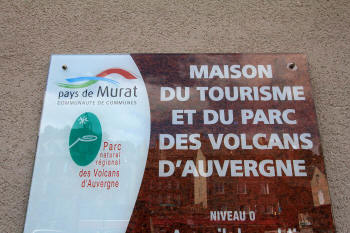 pays de Murat
COMMUNAUTÉ DE COMMUNES
Parc
naturel
régional
des Volcans
d'Auvergne
MAISON
DU TOURISME
ET DU PARC
DES VOLCANS
D'AUVERGNE
NIVEAU 0